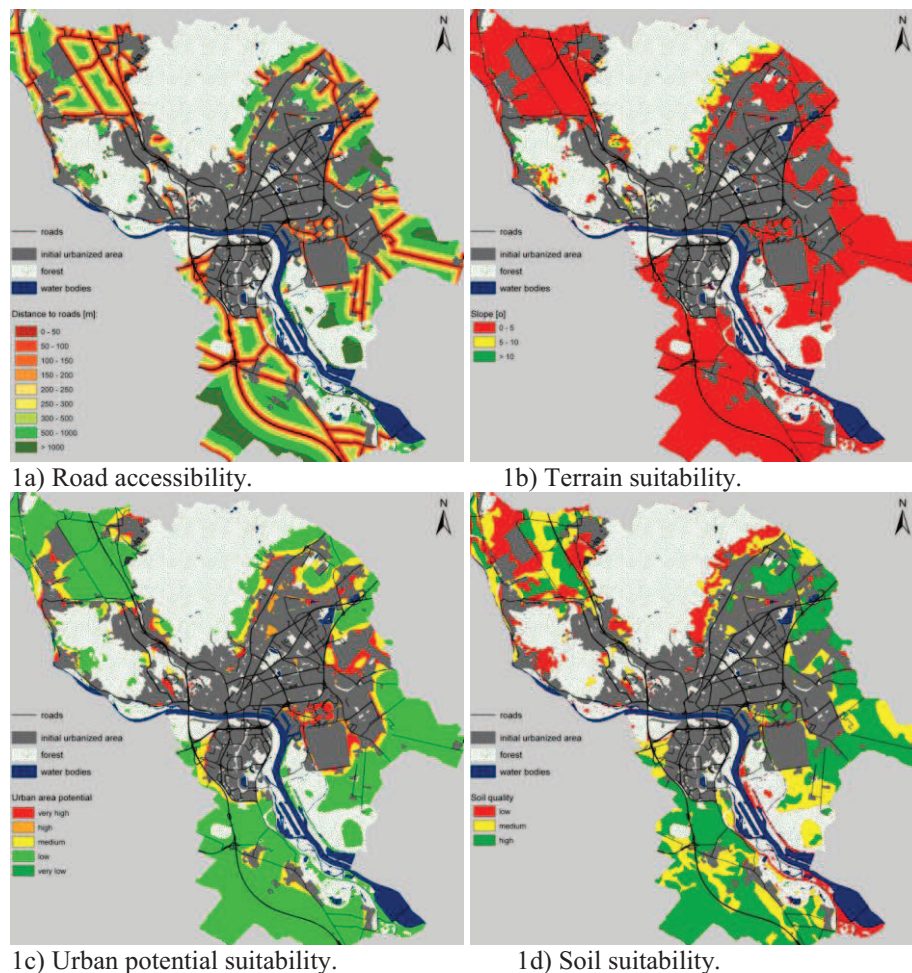 N
roads
initial urbanized area
forest
water bodies
Distance to roads [m]
0 - 50
50 - 100
100 - 150
150 - 200
200 - 250
250 - 300
300 - 500
500 - 1000
> 1000
1a) Road accessibility.
N
roads
initial urbanized area
forest
water bodies
Slope [o]
0 - 5
5 - 10
> 10
1b) Terrain suitability.
N
roads
initial urbanized area
forest
water bodies
Urban area potential
very high
high
medium
low
very low
1c) Urban potential suitability.
N
roads
initial urbanized area
forest
water bodies
Soil quality
low
medium
high
1d) Soil suitability.